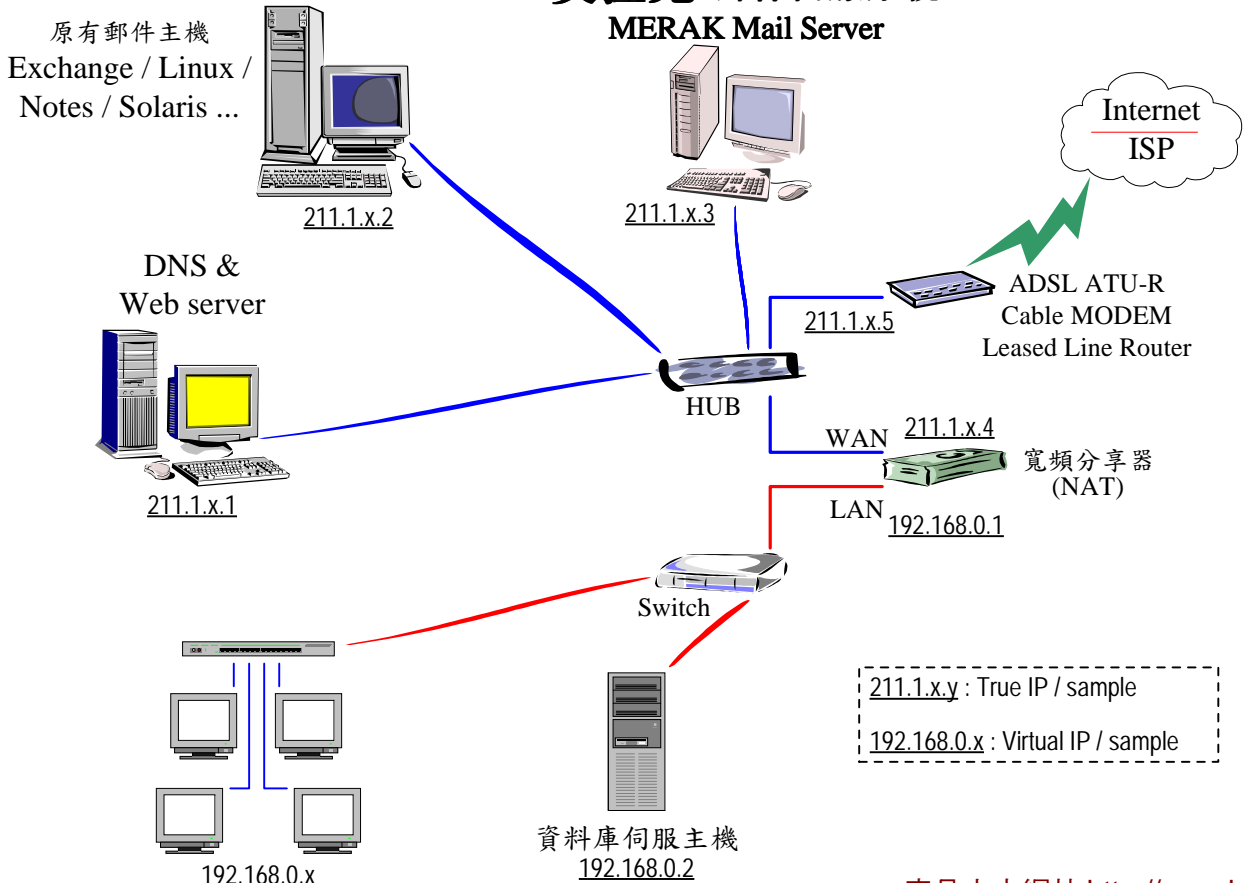 MERAK Mail Server
原有郵件主機
Exchange / Linux /
Notes / Solaris ...
211.1.x.2
211.1.x.3
Internet
ISP
DNS &
Web server
211.1.x.1
211.1.x.5
ADSL ATU-R
Cable MODEM
Leased Line Router
HUB
WAN
211.1.x.4
寬頻分享器
(NAT)
LAN
192.168.0.1
Switch
211.1.x.y : True IP / sample
192.168.0.x : Virtual IP / sample
192.168.0.x
資料庫伺服主機
192.168.0.2